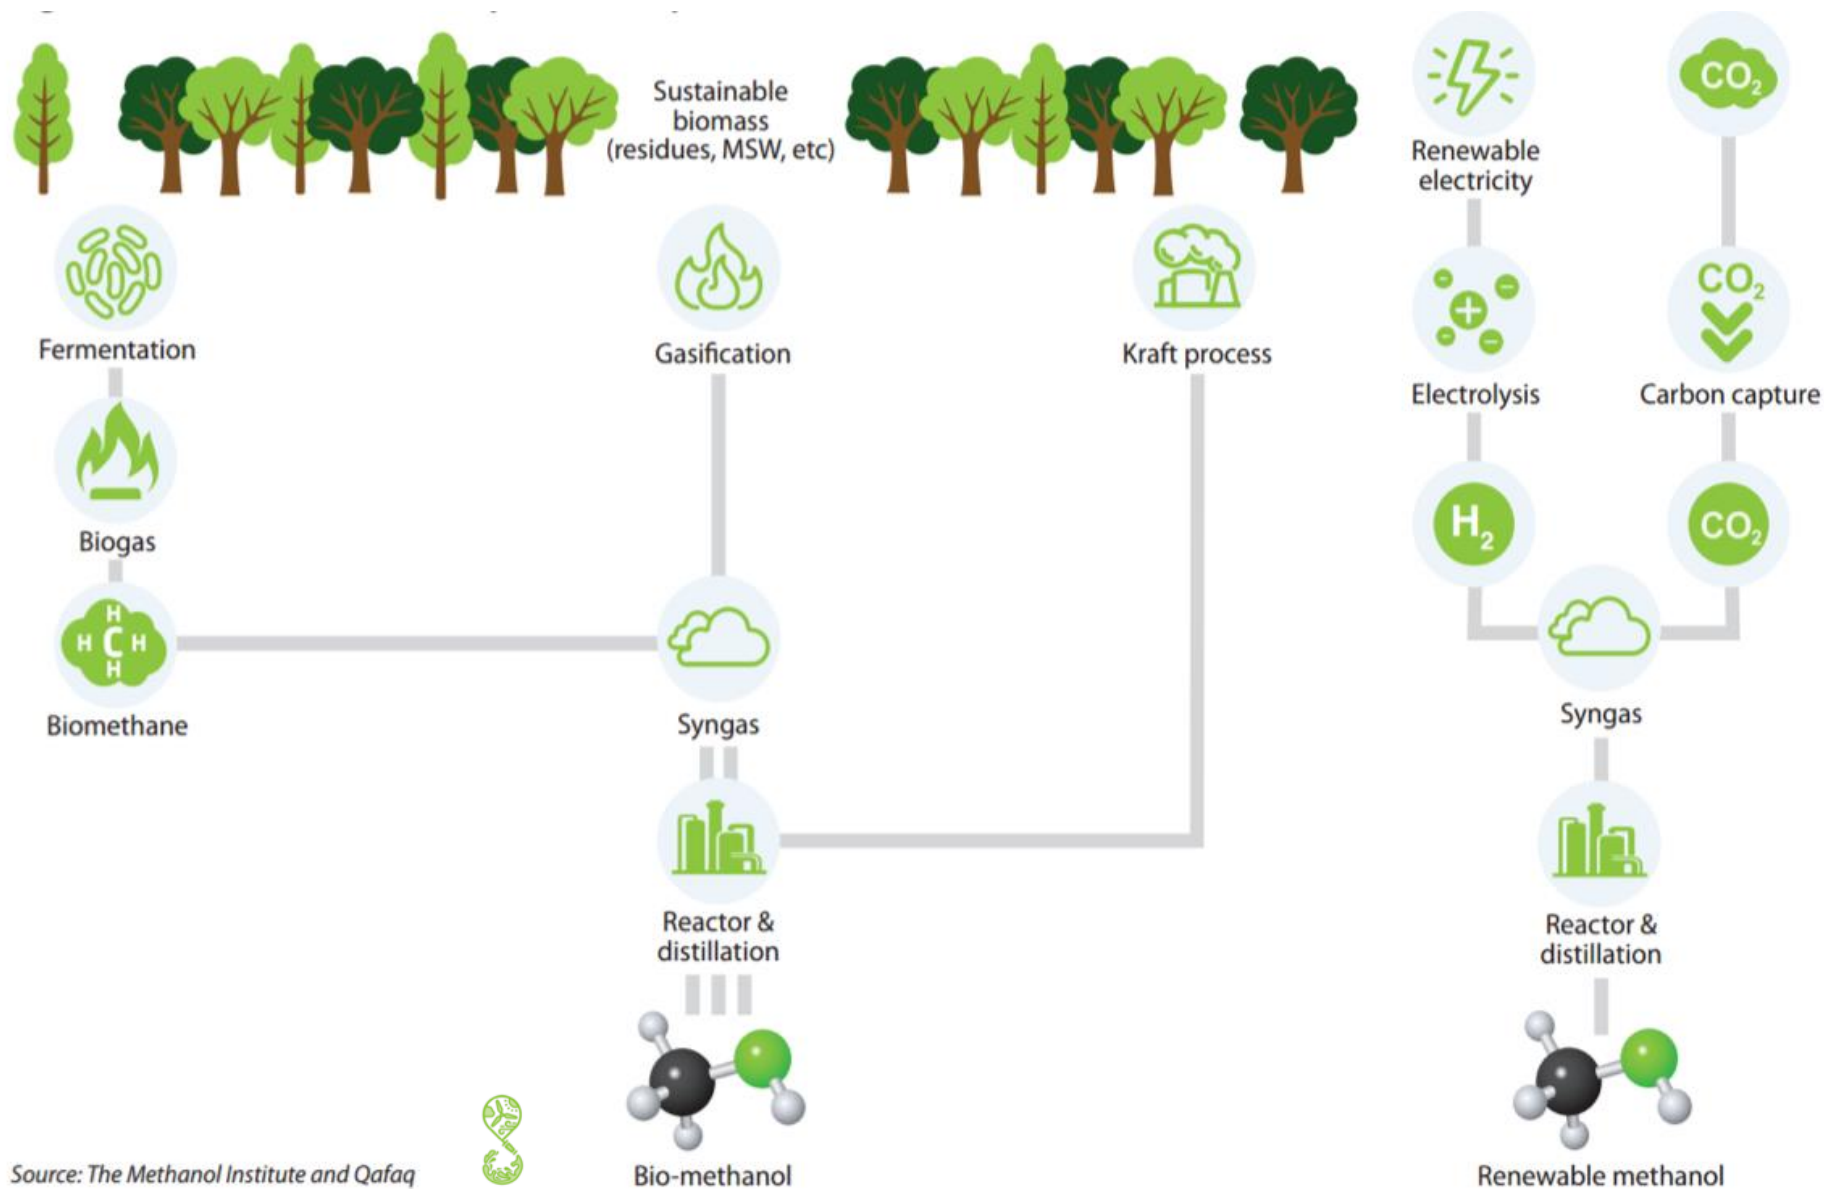 Sustainable
biomass
(residues, MSW, etc)
Renewable
electricity
CO₂
Fermentation
Gasification
Kraft process
Electrolysis
CO₂
Carbon capture
Biogas
H₂
CO₂
H
H C H
H
Biomethane
Syngas
Syngas
Reactor &
distillation
Reactor &
distillation
Bio-methanol
Renewable methanol
Source: The Methanol Institute and Qafaq